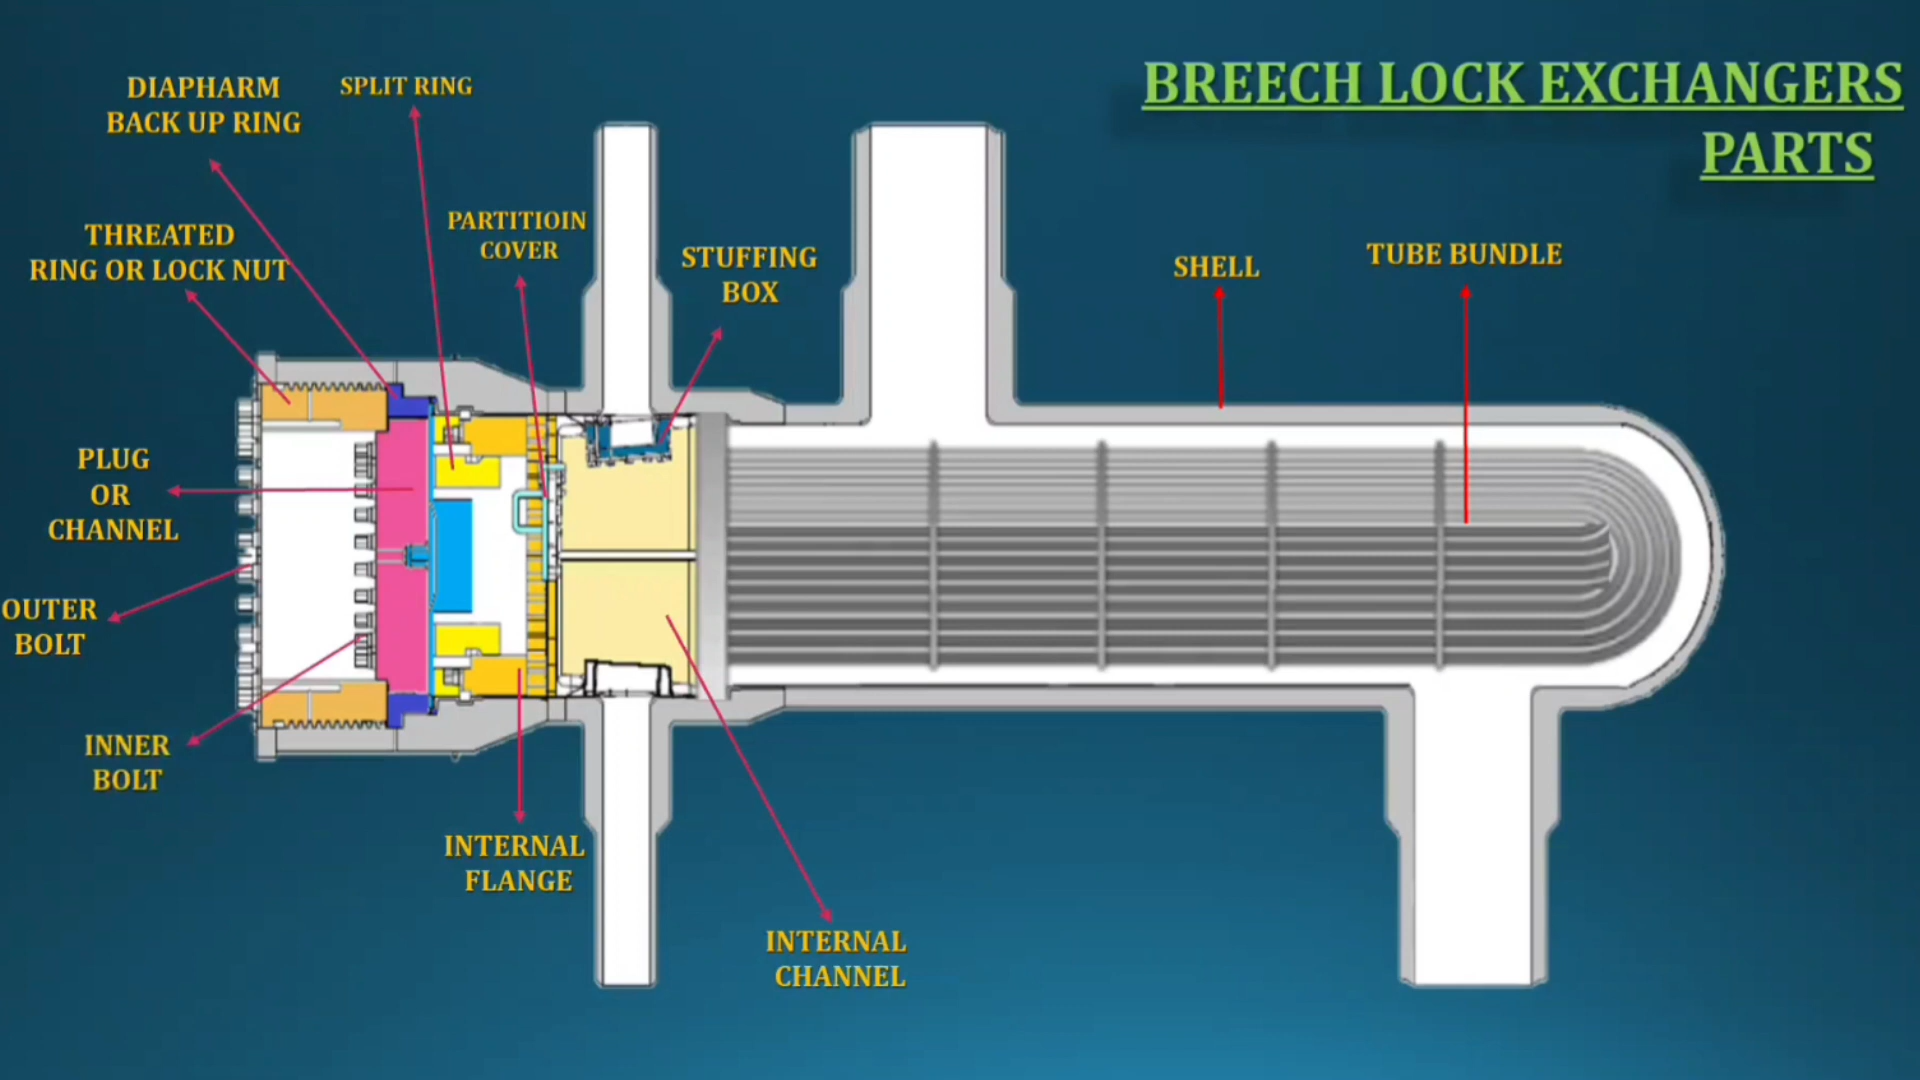 BREECH LOCK EXCHANGERS
PARTS
DIAPHARM
BACK UP RING
SPLIT RING
THREATED
RING OR LOCK NUT
PARTITIOIN
COVER
STUFFING
BOX
SHELL
TUBE BUNDLE
PLUG
OR
CHANNEL
OUTER
BOLT
INNER
BOLT
INTERNAL
FLANGE
INTERNAL
CHANNEL